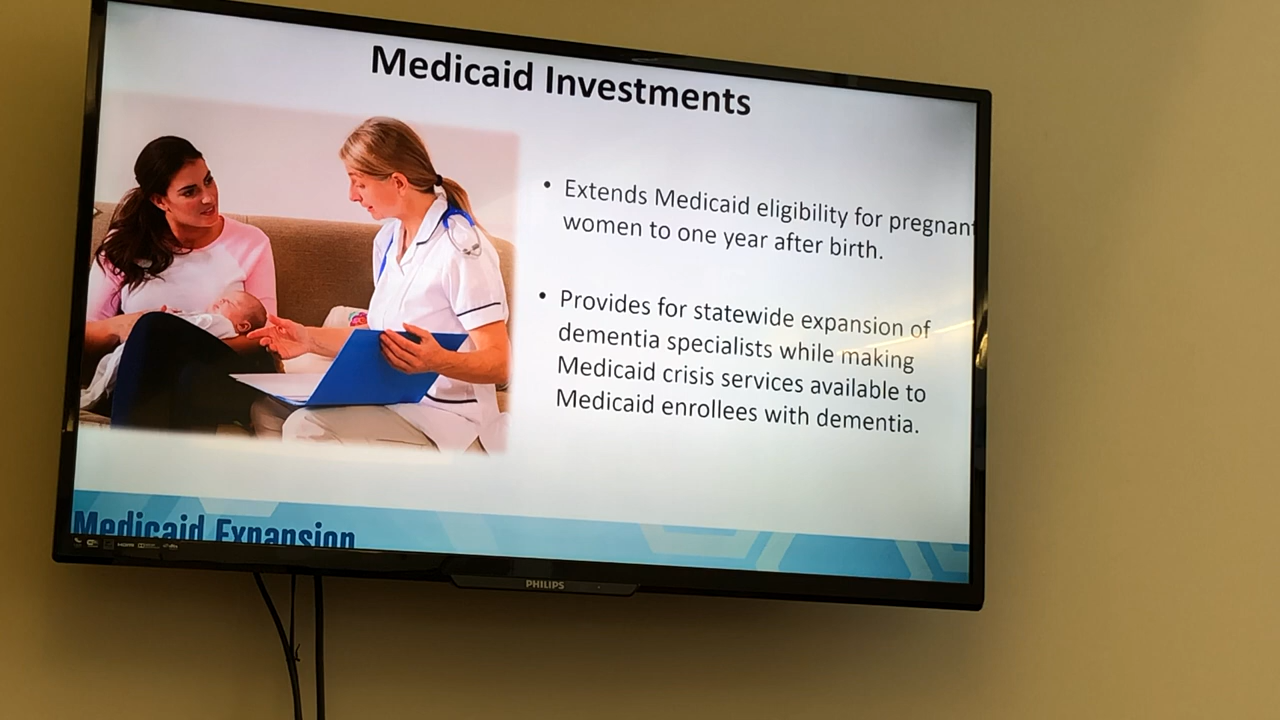 Medicaid Investments
• Extends Medicaid eligibility for pregnant
women to one year after birth.
• Provides for statewide expansion of
dementia specialists while making
Medicaid crisis services available to
Medicaid enrollees with dementia.
Medicaid Expansion
PHILIPS